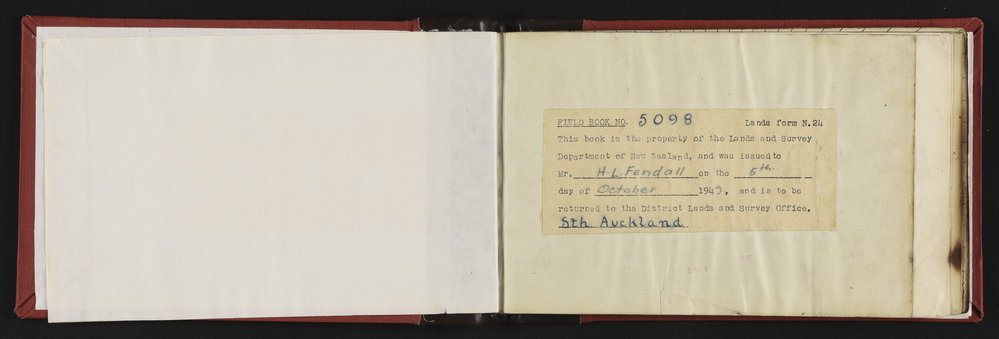 FIELD BOOK NO. 5098 Lands form N.24
This book is the property of the Lands and Survey
Department of New Zealand, and was issued to
Mr. H.L Fendall on the 5th.
day of October 1949, and is to be
returned to the District Lands and Survey Office.
Sth Auckland